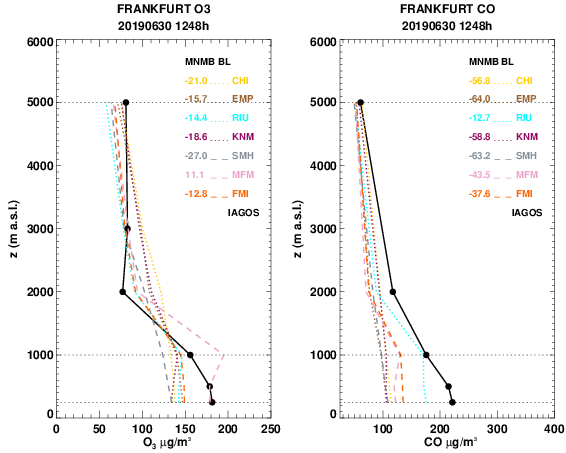 FRANKFURT O3
20190630 1248h
6000
5000
4000
3000
2000
1000
0
z (m a.s.l.)
MNMB BL
-21.0 CHI
-15.7 EMP
-14.4 RIU
-18.6 KNM
-27.0 SMH
11.1 MFM
-12.8 FMI
IAGOS
0 50 100 150 200 250
O₃ μg/m³
FRANKFURT CO
20190630 1248h
6000
5000
4000
3000
2000
1000
0
z (m a.s.l.)
MNMB BL
-56.8 CHI
-64.0 EMP
-12.7 RIU
-58.8 KNM
-63.2 SMH
-43.5 MFM
-37.6 FMI
IAGOS
100 200 300 400
CO μg/m³